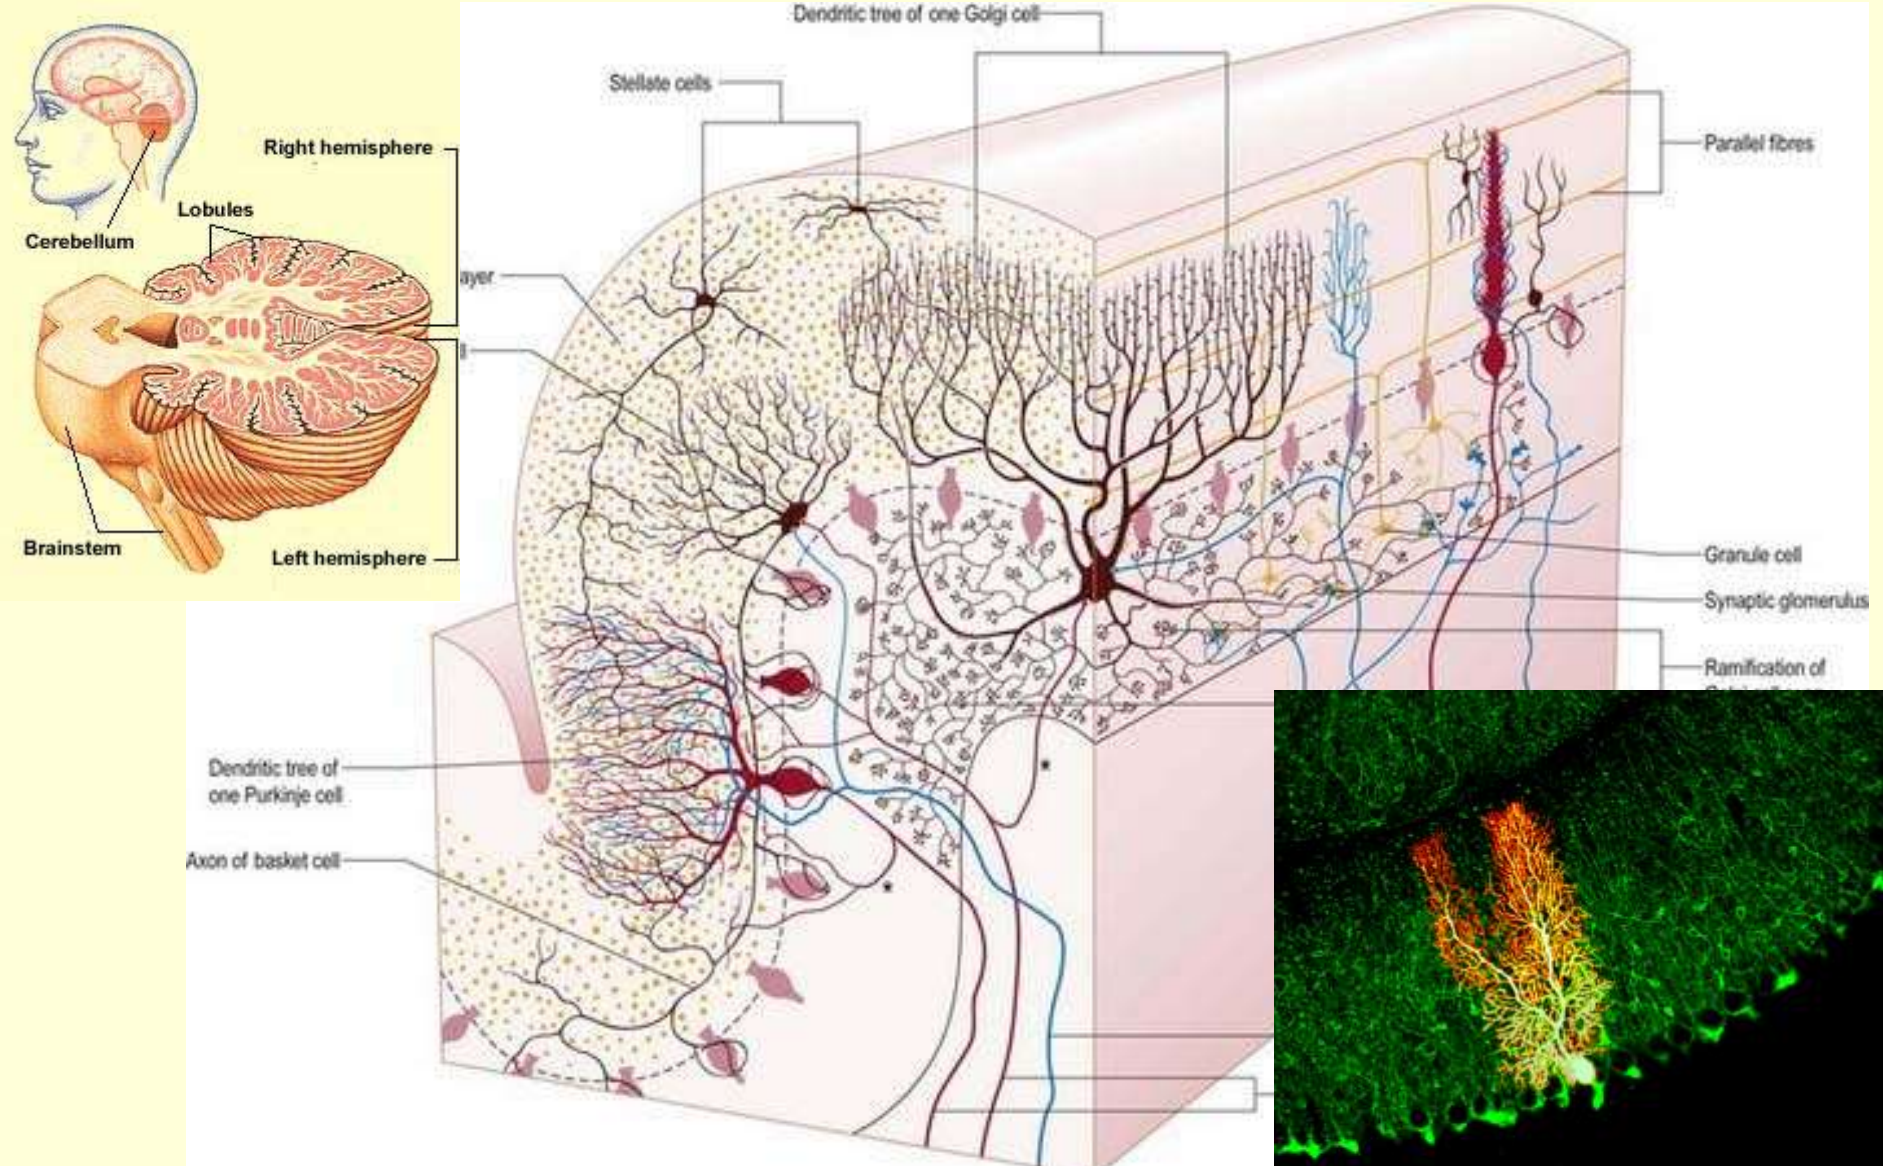 Dendritic tree of one Golgi cell
Stellate cells
Right hemisphere
Parallel fibres
Lobules
Cerebellum
ayer
Brainstem
Left hemisphere
Granule cell
Synaptic glomerulus
Ramification of
Dendritic tree of
one Purkinje cell
Axon of basket cell
*
*